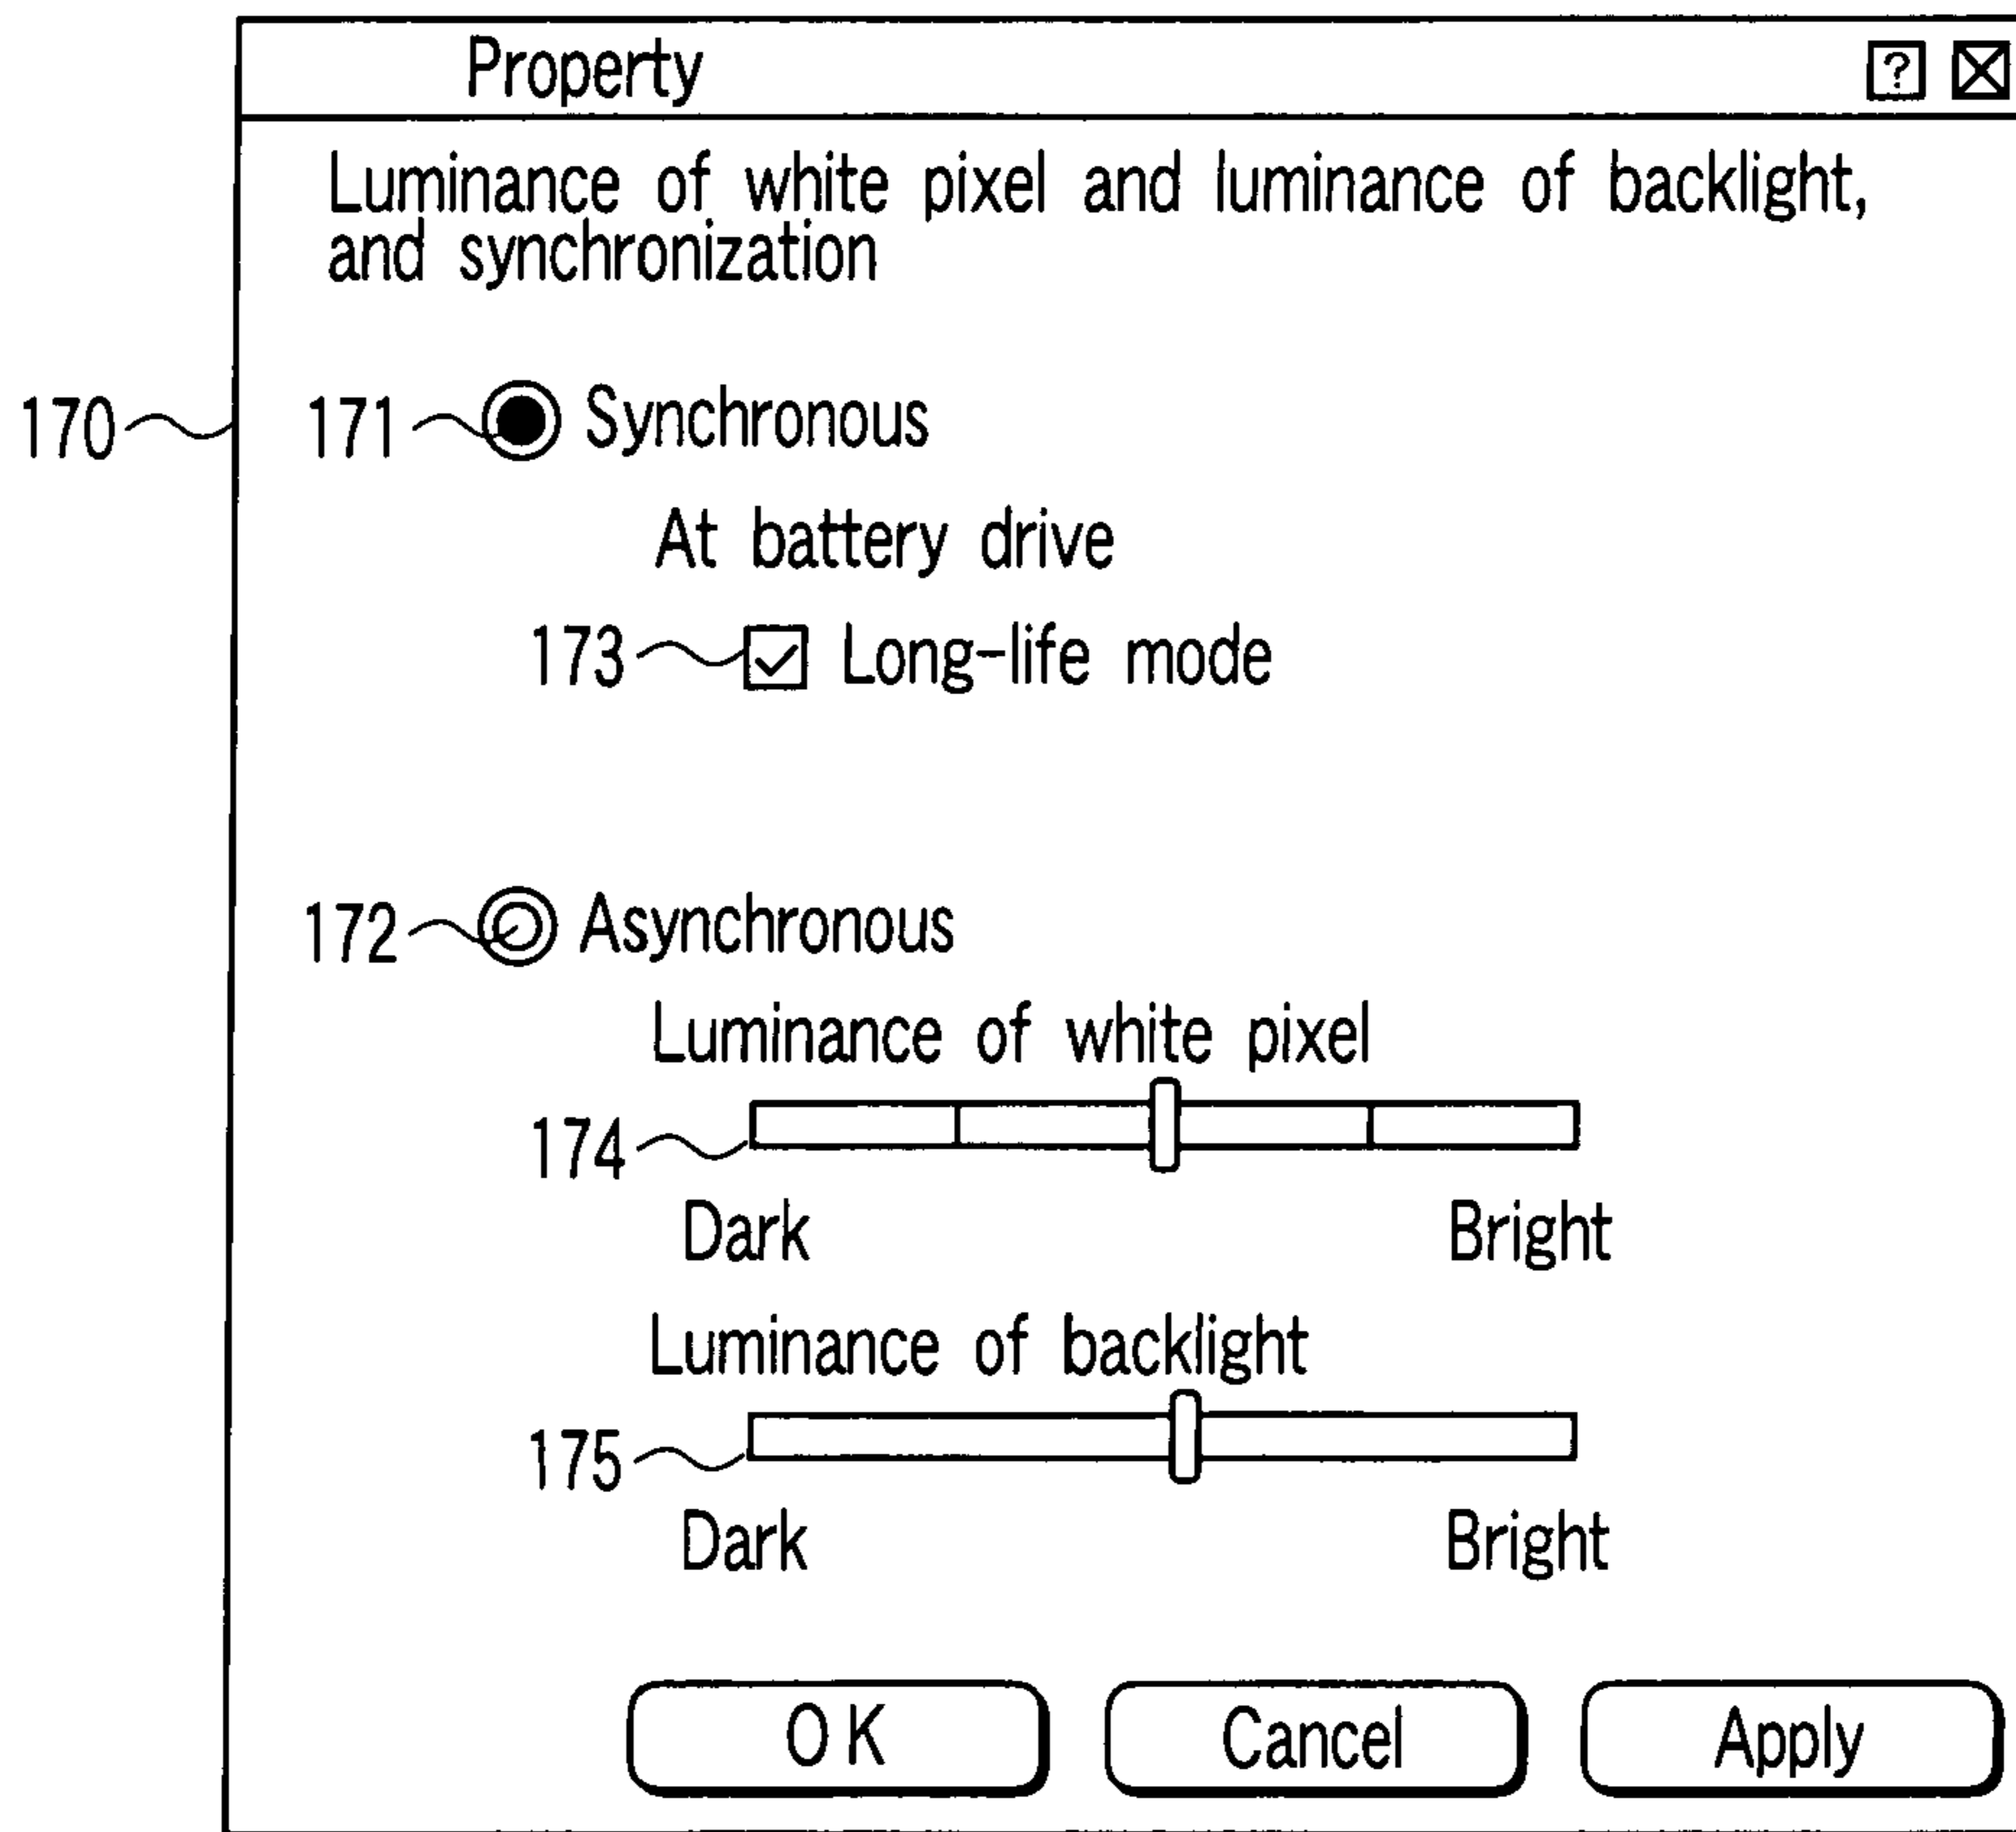 Property ?
Luminance of white pixel and luminance of backlight,
and synchronization
170 171 Synchronous
At battery drive
173 Long-life mode
172 Asynchronous
Luminance of white pixel
174
Dark Bright
Luminance of backlight
175
Dark Bright
OK Cancel Apply